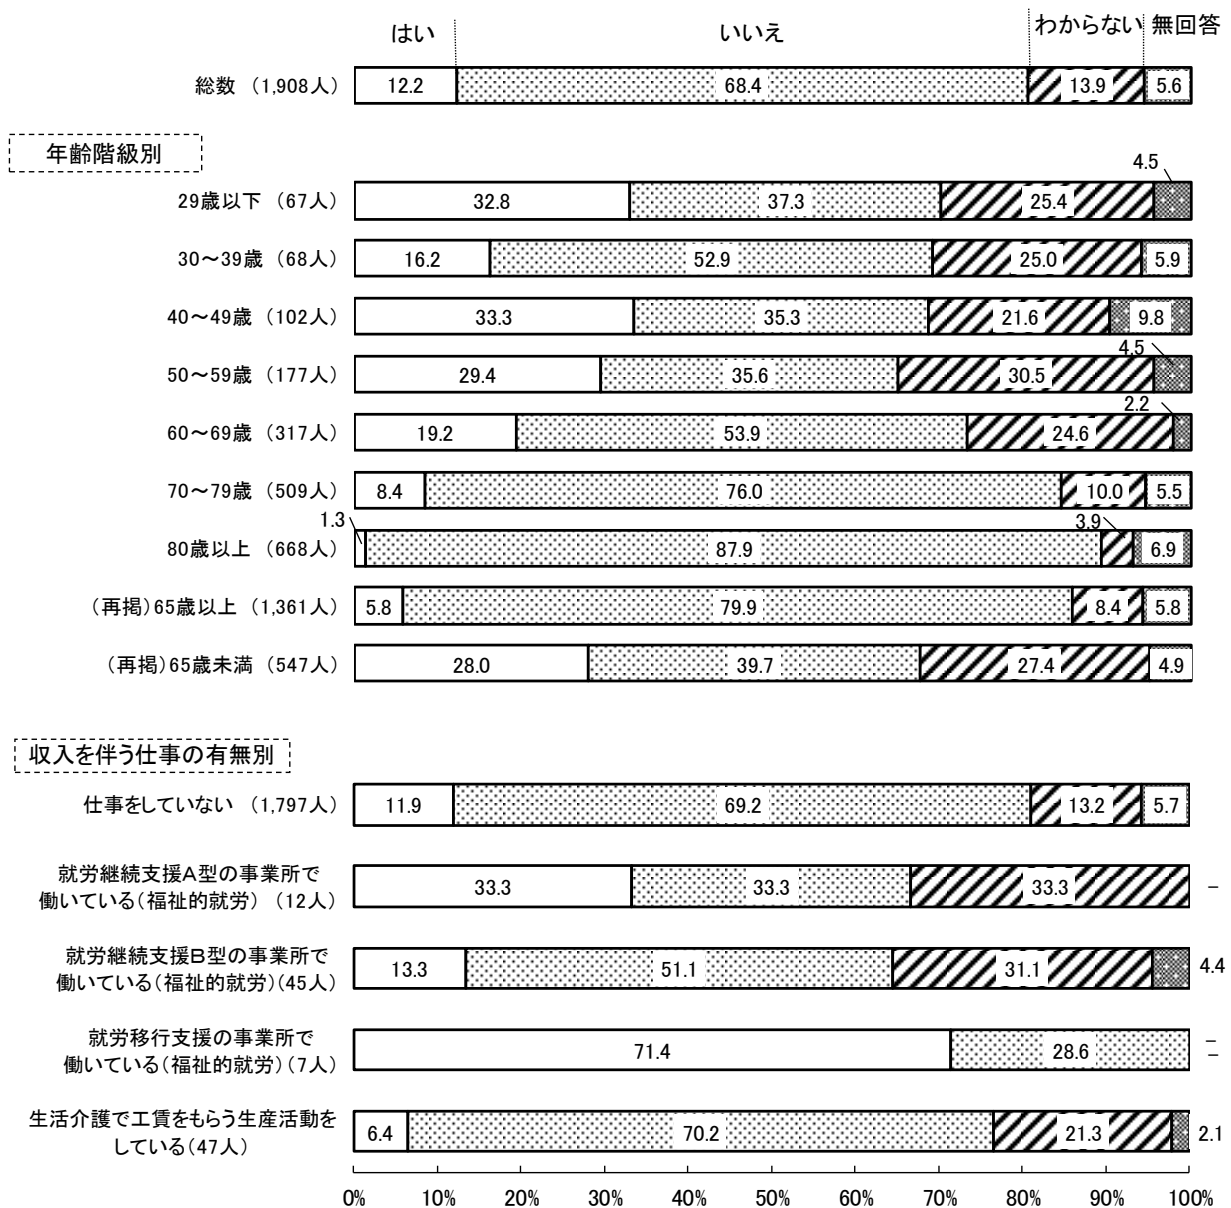 はい いいえ わからない 無回答
総数 (1,908人) 12.2 68.4 13.9 5.6
年齢階級別
4.5
29歳以下 (67人) 32.8 37.3 25.4
30~39歳 (68人) 16.2 52.9 25.0 5.9
40~49歳 (102人) 33.3 35.3 21.6 9.8
4.5
50~59歳 (177人) 29.4 35.6 30.5
2.2
60~69歳 (317人) 19.2 53.9 24.6
70~79歳 (509人) 8.4 76.0 10.0 5.5
1.3 3.9
80歳以上 (668人) 87.9 6.9
(再掲)65歳以上 (1,361人) 5.8 79.9 8.4 5.8
(再掲)65歳未満 (547人) 28.0 39.7 27.4 4.9
収入を伴う仕事の有無別
仕事をしていない (1,797人) 11.9 69.2 13.2 5.7
就労継続支援A型の事業所で
働いている(福祉的就労) (12人) 33.3 33.3 33.3 -
就労継続支援B型の事業所で
働いている(福祉的就労)(45人) 13.3 51.1 31.1 4.4
就労移行支援の事業所で
働いている(福祉的就労)(7人) 71.4 28.6 - -
生活介護で工賃をもらう生産活動を
している(47人) 6.4 70.2 21.3 2.1
0% 10% 20% 30% 40% 50% 60% 70% 80% 90% 100%